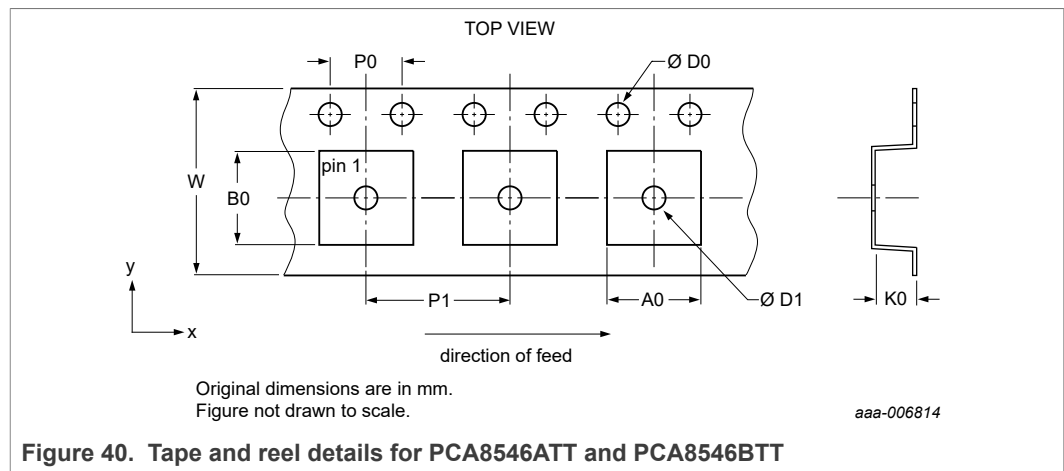 TOP VIEW
P0
Ø D0
pin 1
W
B0
y
x
P1
A0
Ø D1
K0
direction of feed
Original dimensions are in mm.
Figure not drawn to scale.
aaa-006814
Figure 40. Tape and reel details for PCA8546ATT and PCA8546BTT